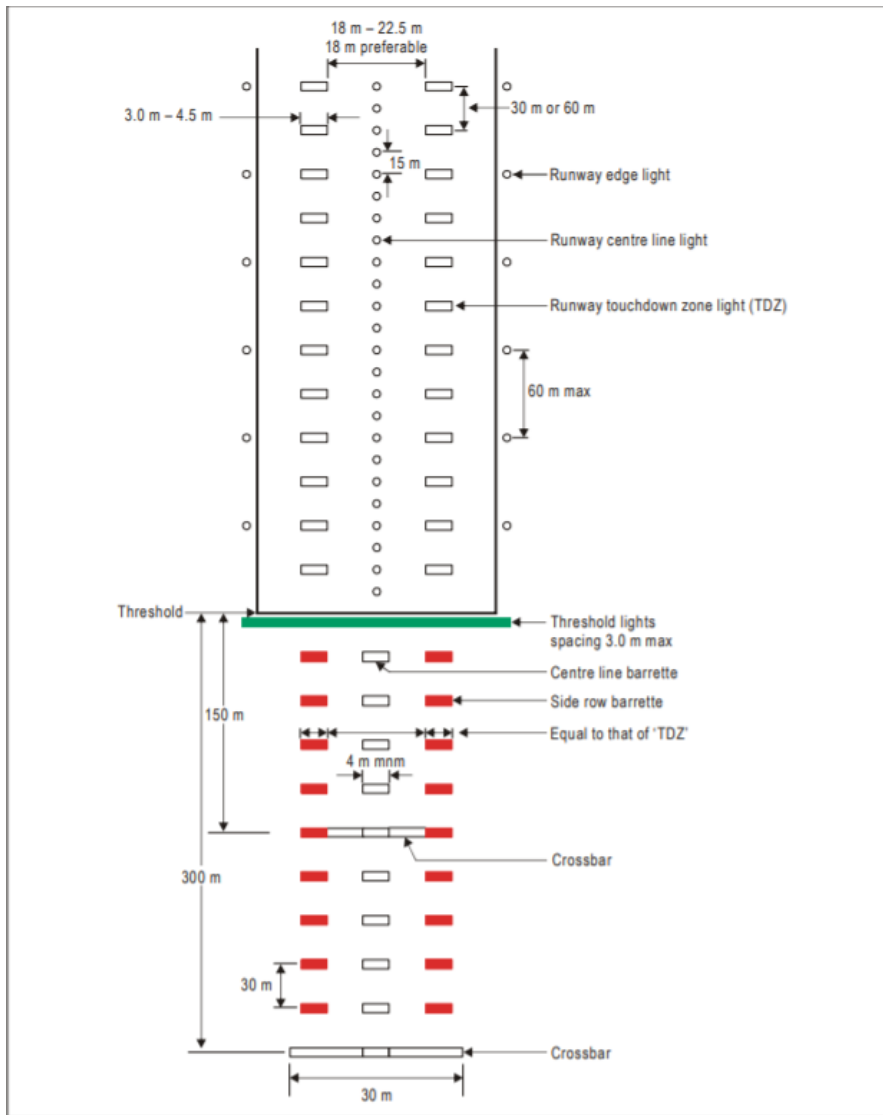 18 m – 22.5 m
18 m preferable
3.0 m – 4.5 m
30 m or 60 m
15 m
Runway edge light
Runway centre line light
Runway touchdown zone light (TDZ)
60 m max
Threshold
Threshold lights
spacing 3.0 m max
Centre line barrette
Side row barrette
150 m
Equal to that of ‘TDZ’
4 m mnm
Crossbar
300 m
30 m
Crossbar
30 m